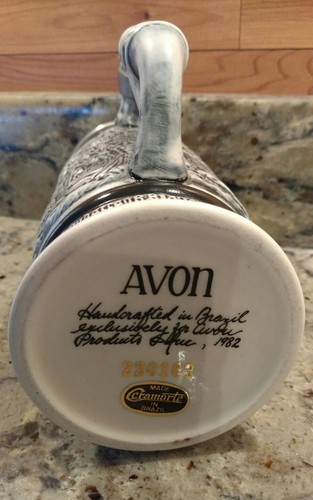 AVON
Handcrafted in Brazil
exclusively for Avon
Products Inc, 1982
MADE
Ceramarte
IN
BRAZIL